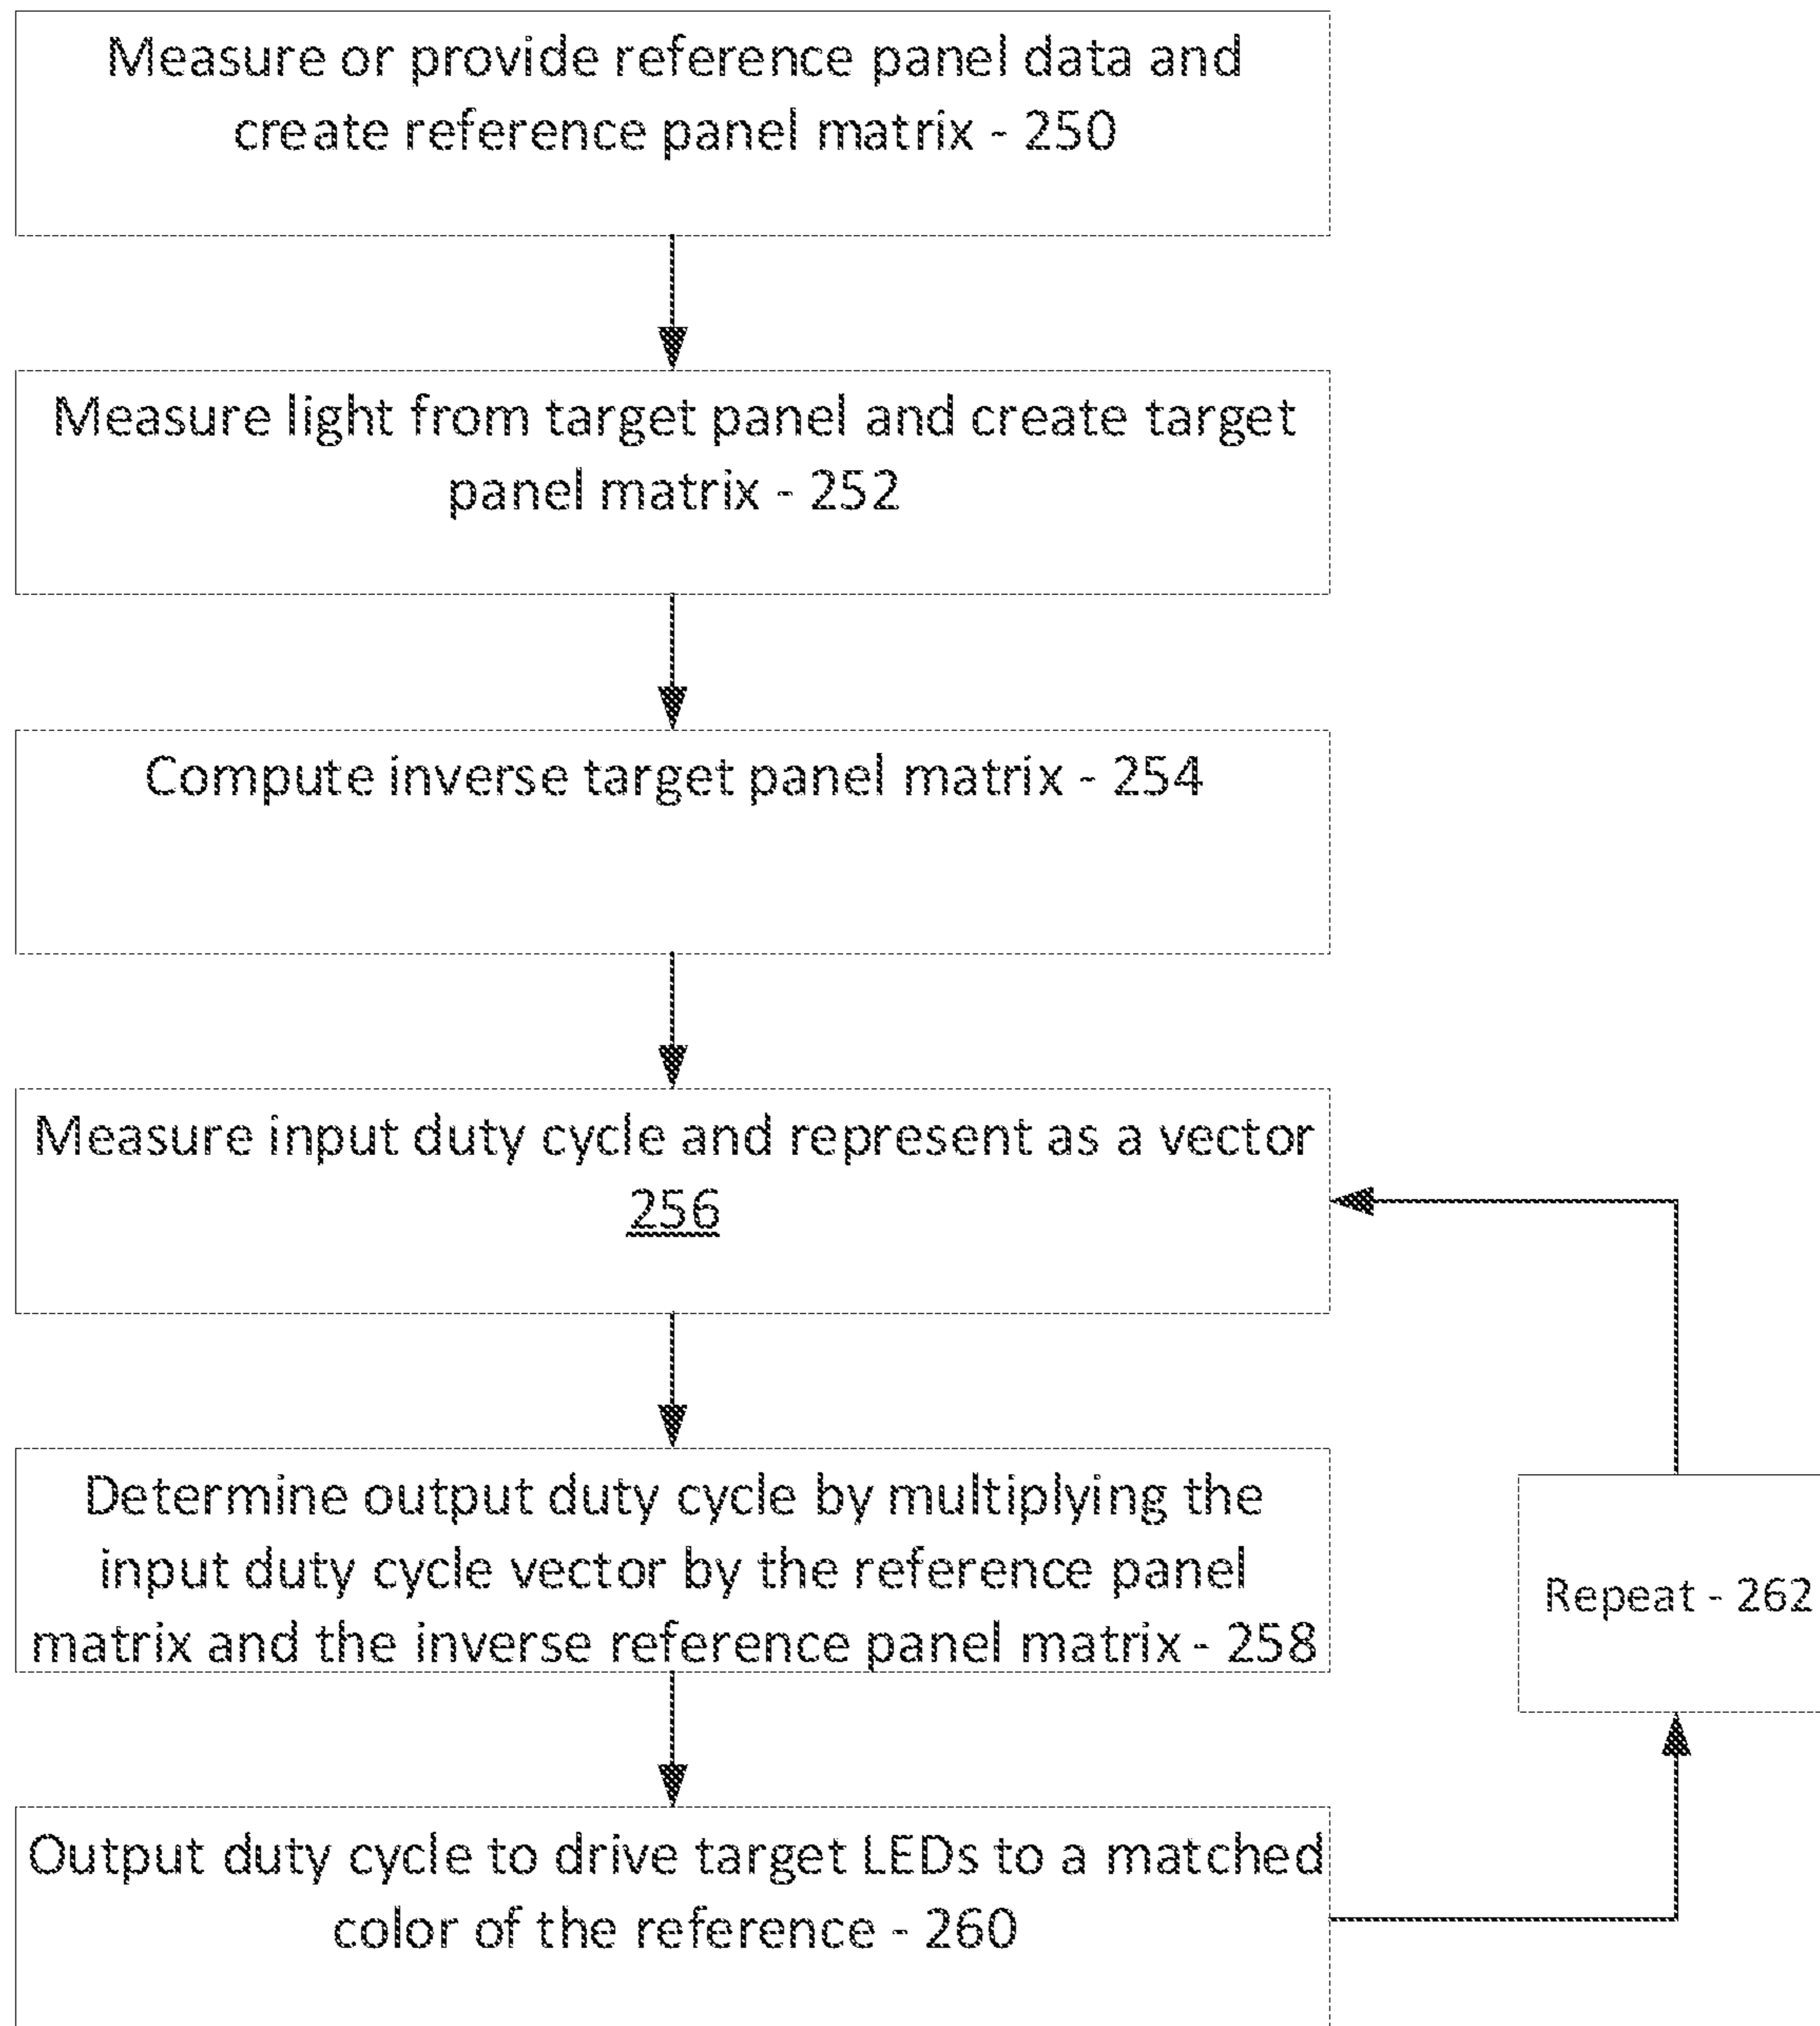 Measure or provide reference panel data and
create reference panel matrix - 250
Measure light from target panel and create target
panel matrix - 252
Compute inverse target panel matrix - 254
Measure input duty cycle and represent as a vector
256
Determine output duty cycle by multiplying the
input duty cycle vector by the reference panel
matrix and the inverse reference panel matrix - 258
Repeat - 262
Output duty cycle to drive target LEDs to a matched
color of the reference - 260